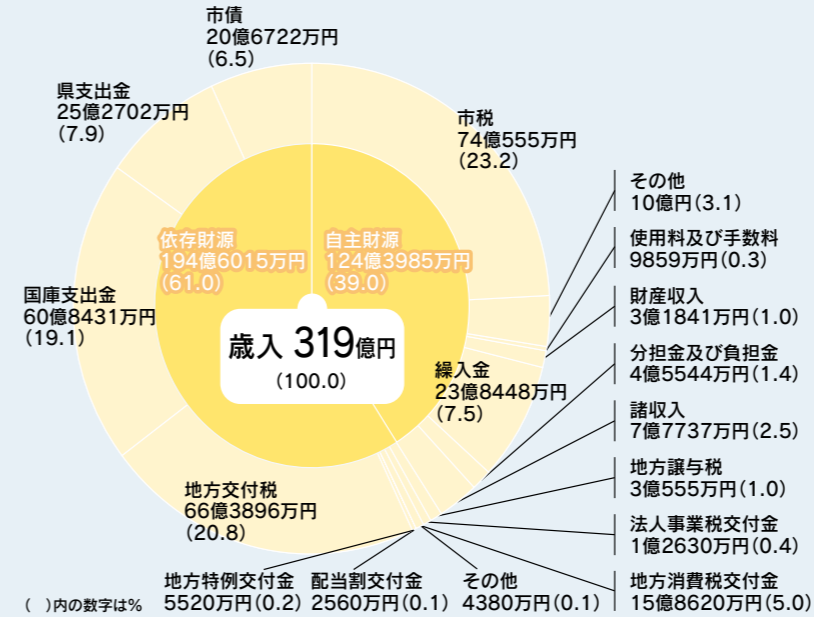 市債
20億6722万円
(6.5)
県支出金
25億2702万円
(7.9)
市税
74億555万円
(23.2)
その他
10億円(3.1)
使用料及び手数料
9859万円(0.3)
財産収入
3億1841万円(1.0)
分担金及び負担金
4億5544万円(1.4)
諸収入
7億7737万円(2.5)
地方譲与税
3億555万円(1.0)
法人事業税交付金
1億2630万円(0.4)
地方消費税交付金
15億8620万円(5.0)
依存財源
194億6015万円
(61.0)
自主財源
124億3985万円
(39.0)
国庫支出金
60億8431万円
(19.1)
歳入 319億円
(100.0)
繰入金
23億8448万円
(7.5)
地方交付税
66億3896万円
(20.8)
地方特例交付金
5520万円(0.2)
配当割交付金
2560万円(0.1)
その他
4380万円(0.1)
( )内の数字は%